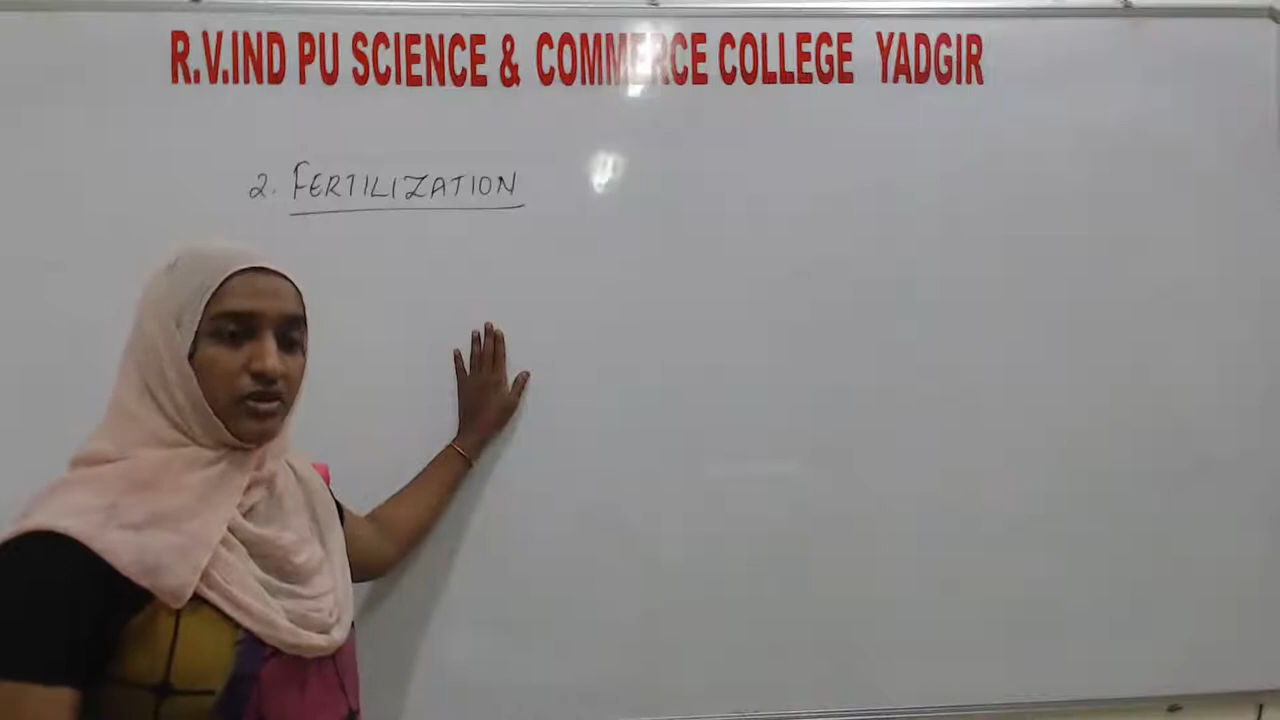 R.V.IND PU SCIENCE & COMMERCE COLLEGE YADGIR
2. FERTILIZATION